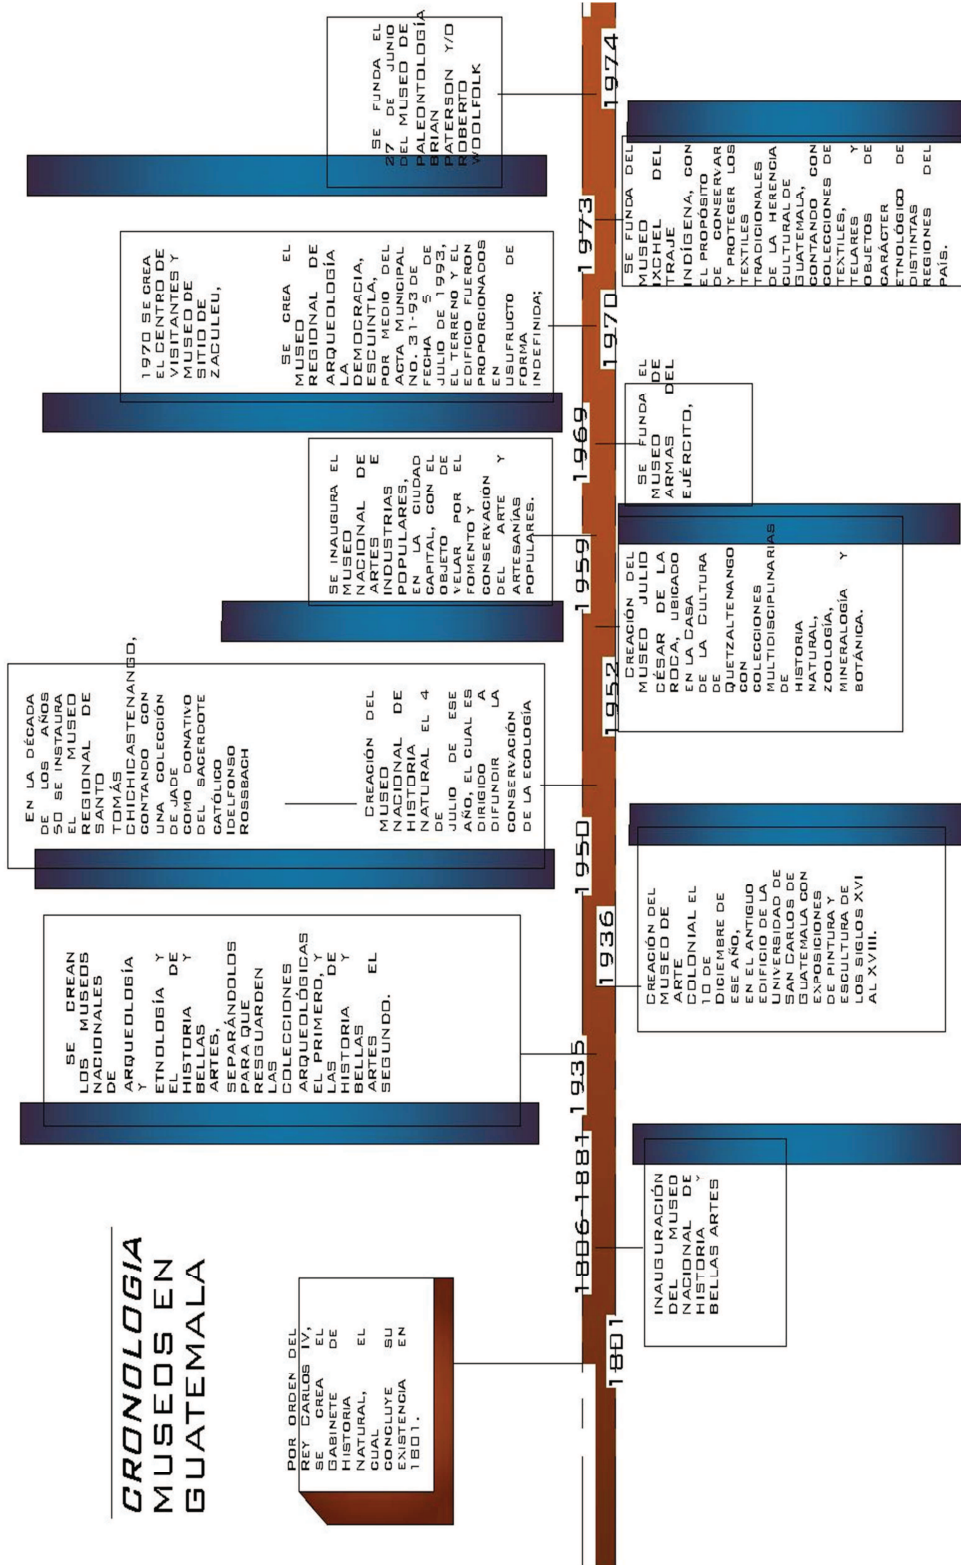 CRONOLOGIA
MUSEOS EN
GUATEMALA
POR ORDEN DEL
REY CARLOS IV,
SE CREA EL
GABINETE DE
HISTORIA
NATURAL, EL
CUAL
CONCLUYE SU
EXISTENCIA EN
1801.
1801
1806-1881
INAUGURACIÓN
DEL MUSEO
NACIONAL DE
HISTORIA Y
BELLAS ARTES
1935
SE CREAN
LOS MUSEOS
NACIONALES
DE
ARQUEOLOGÍA
Y
ETNOLOGÍA Y
EL DE
HISTORIA Y
BELLAS
ARTES,
SEPARÁNDOLOS
PARA QUE
RESGUARDEN
LAS
COLECCIONES
ARQUEOLÓGICAS
EL PRIMERO, Y
LAS DE
HISTORIA Y
BELLAS
ARTES EL
SEGUNDO.
1936
CREACIÓN DEL
MUSEO DE
ARTE
COLONIAL EL
10 DE
DICIEMBRE DE
ESE AÑO,
EN EL ANTIGUO
EDIFICIO DE LA
UNIVERSIDAD DE
SAN CARLOS DE
GUATEMALA CON
EXPOSICIONES
DE PINTURA Y
ESCULTURA DE
LOS SIGLOS XVI
AL XVIII.
1950
EN LA DÉCADA
DE LOS AÑOS
50 SE INSTAURA
EL MUSEO
REGIONAL DE
SANTO
TOMÁS
CHICHICASTENANGO,
CONTANDO CON
UNA COLECCIÓN
DE JADE
COMO DONATIVO
DEL SACERDOTE
CATÓLICO
IDELFONSO
ROSSBACH
CREACIÓN DEL
MUSEO
NACIONAL DE
HISTORIA
NATURAL EL 4
DE
JULIO DE ESE
AÑO, EL CUAL ES
DIRIGIDO A
DIFUNDIR LA
CONSERVACIÓN
DE LA ECOLOGÍA
1952
CREACIÓN DEL
MUSEO JULIO
CÉSAR DE LA
ROCA, UBICADO
EN LA CASA
DE LA CULTURA
DE
QUETZALTENANGO
CON
COLECCIONES
MULTIDISCIPLINARIAS
DE
HISTORIA
NATURAL,
ZOOLOGÍA,
MINERALOGÍA Y
BOTÁNICA.
1959
SE INAUGURA EL
MUSEO
NACIONAL DE
ARTES E
INDUSTRIAS
POPULARES,
EN LA CIUDAD
CAPITAL, CON EL
OBJETO DE
VELAR POR EL
FOMENTO Y
CONSERVACIÓN
DEL ARTE Y
ARTESANÍAS
POPULARES.
1969
SE FUNDA EL
MUSEO DE
ARMAS DEL
EJÉRCITO,
1970
1970 SE CREA
EL CENTRO DE
VISITANTES Y
MUSEO DE
SITIO DE
ZACULEU,
SE CREA EL
MUSEO
REGIONAL DE
ARQUEOLOGÍA
LA
DEMOCRACIA,
ESCUINTLA,
POR MEDIO DEL
ACTA MUNICIPAL
NO. 31-93 DE
FECHA 5 DE
JULIO DE 1993,
EL TERRENO Y EL
EDIFICIO FUERON
PROPORCIONADOS
EN
USUFRUCTO DE
FORMA
INDEFINIDA;
1973
SE FUNDA DEL
MUSEO
IXCHEL DEL
TRAJE
INDÍGENA, CON
EL PROPÓSITO
DE CONSERVAR
Y PROTEGER LOS
TEXTILES
TRADICIONALES
DE LA HERENCIA
CULTURAL DE
GUATEMALA,
CONTANDO CON
COLECCIONES DE
TEXTILES,
TELARES Y
OBJETOS DE
CARÁCTER
ETNOLÓGICO DE
DISTINTAS
REGIONES DEL
PAÍS.
1974
SE FUNDA EL
27 DE JUNIO
DEL MUSEO DE
PALEONTOLOGÍA
BRIAN
PATERSON Y/O
ROBERTO
WOOLFOLK